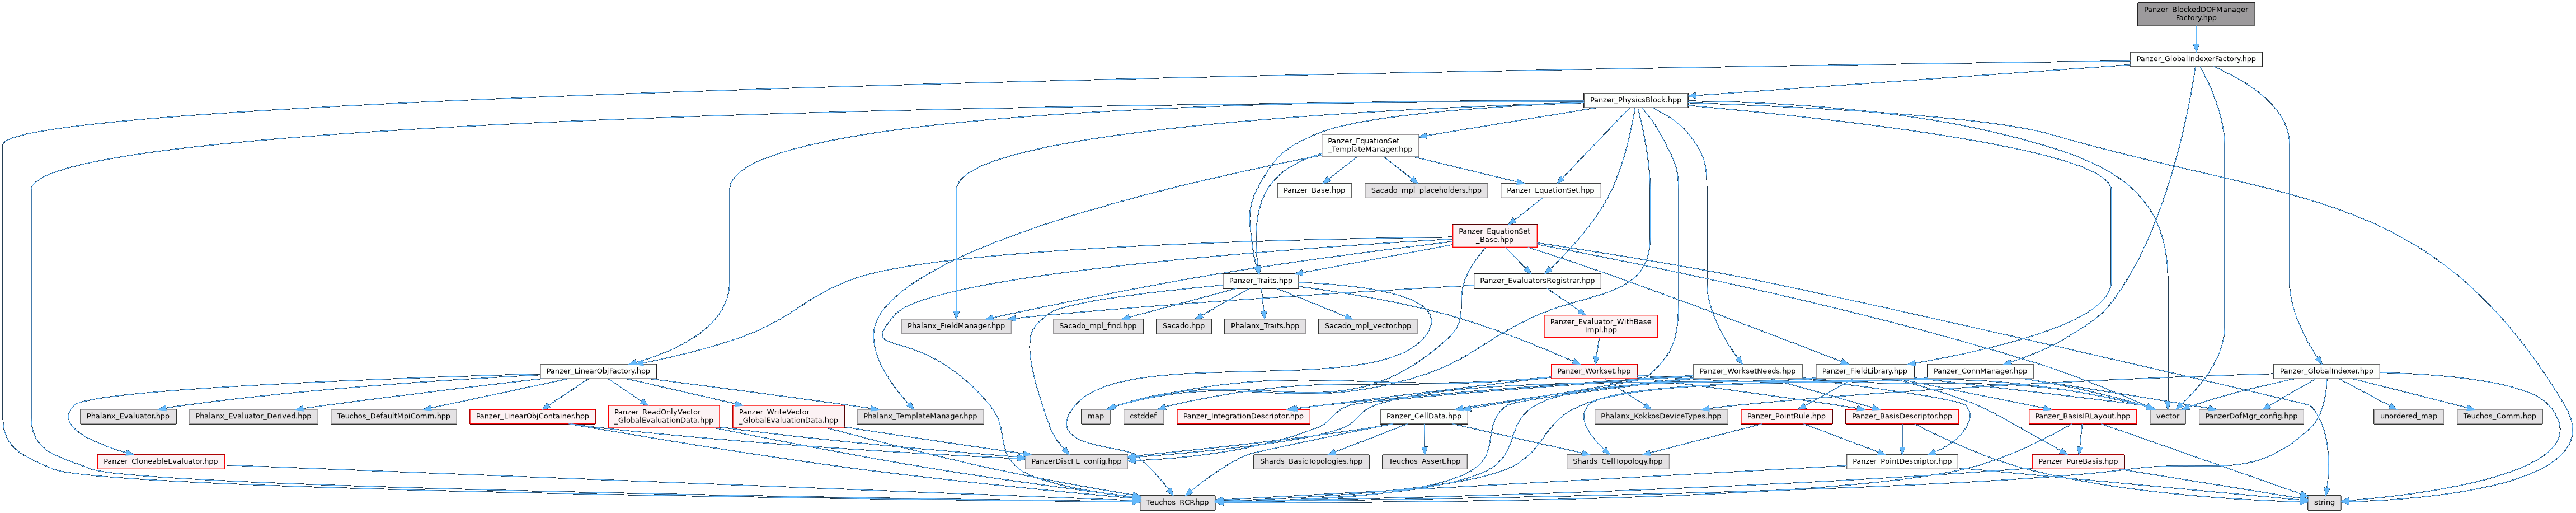 Panzer_BlockedDOFManager
Factory.hpp
Panzer_GlobalIndexerFactory.hpp
Panzer_PhysicsBlock.hpp
Panzer_EquationSet
_TemplateManager.hpp
Panzer_Base.hpp
Sacado_mpl_placeholders.hpp
Panzer_EquationSet.hpp
Panzer_EquationSet
_Base.hpp
Panzer_Traits.hpp
Panzer_EvaluatorsRegistrar.hpp
Phalanx_FieldManager.hpp
Sacado_mpl_find.hpp
Sacado.hpp
Phalanx_Traits.hpp
Sacado_mpl_vector.hpp
Panzer_Evaluator_WithBase
Impl.hpp
Panzer_LinearObjFactory.hpp
Panzer_Workset.hpp
Panzer_WorksetNeeds.hpp
Panzer_FieldLibrary.hpp
Panzer_ConnManager.hpp
Panzer_GlobalIndexer.hpp
Phalanx_Evaluator.hpp
Phalanx_Evaluator_Derived.hpp
Teuchos_DefaultMpiComm.hpp
Panzer_LinearObjContainer.hpp
Panzer_ReadOnlyVector
_GlobalEvaluationData.hpp
Panzer_WriteVector
_GlobalEvaluationData.hpp
Phalanx_TemplateManager.hpp
map
cstddef
Panzer_IntegrationDescriptor.hpp
Panzer_CellData.hpp
Phalanx_KokkosDeviceTypes.hpp
Panzer_PointRule.hpp
Panzer_BasisDescriptor.hpp
Panzer_BasisIRLayout.hpp
vector
PanzerDofMgr_config.hpp
unordered_map
Teuchos_Comm.hpp
Panzer_CloneableEvaluator.hpp
PanzerDiscFE_config.hpp
Shards_BasicTopologies.hpp
Teuchos_Assert.hpp
Shards_CellTopology.hpp
Panzer_PointDescriptor.hpp
Panzer_PureBasis.hpp
Teuchos_RCP.hpp
string